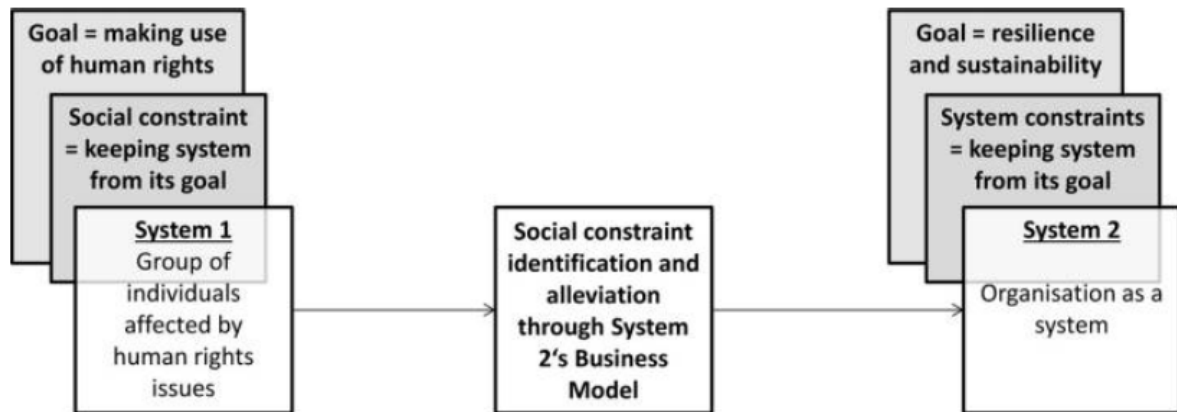 Goal = making use
of human rights
Social constraint
= keeping system
from its goal
System 1
Group of
individuals
affected by
human rights
issues
Social constraint
identification and
alleviation
through System
2‘s Business
Model
Goal = resilience
and sustainability
System constraints
= keeping system
from its goal
System 2
Organisation as a
system